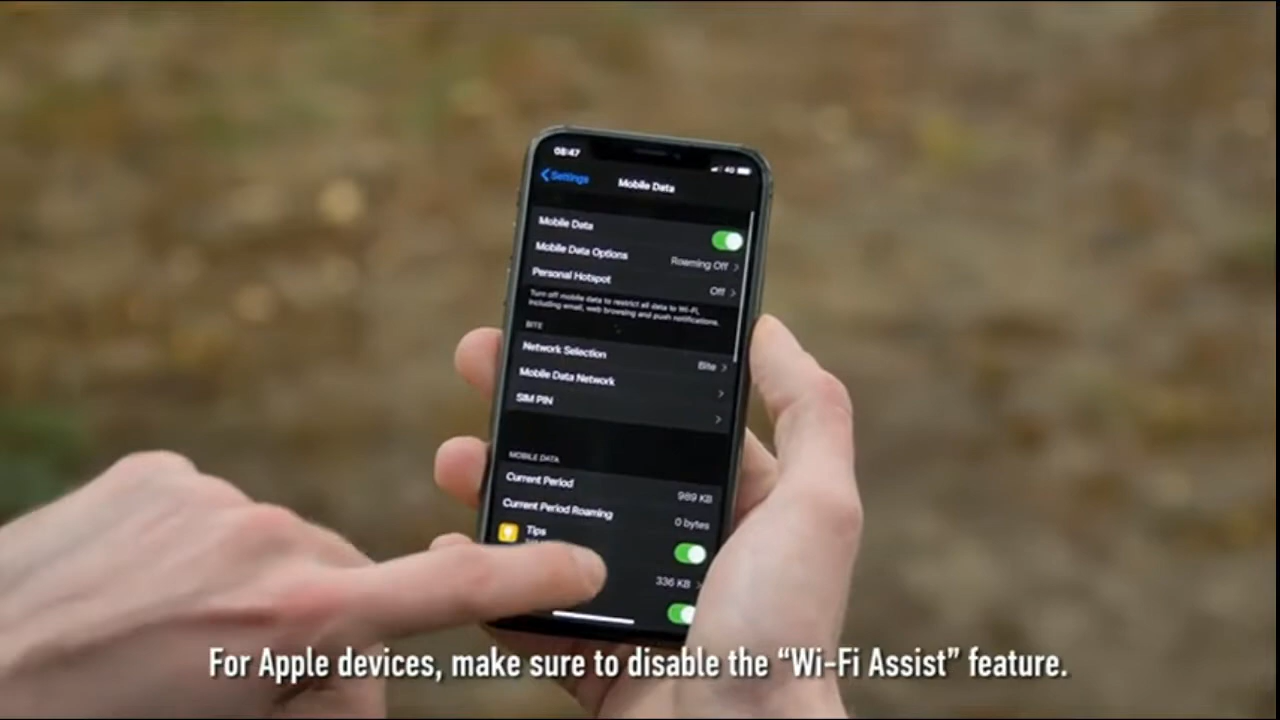 08:47
4G
Settings
Mobile Data
Mobile Data
Mobile Data Options
Roaming Off
Personal Hotspot
Off
Turn off mobile data to restrict all data to Wi-Fi,
including email, web browsing and push notifications.
BITE
Network Selection
Bite
Mobile Data Network
SIM PIN
MOBILE DATA
Current Period
989 KB
Current Period Roaming
0 bytes
Tips
336 KB
For Apple devices, make sure to disable the “Wi-Fi Assist” feature.